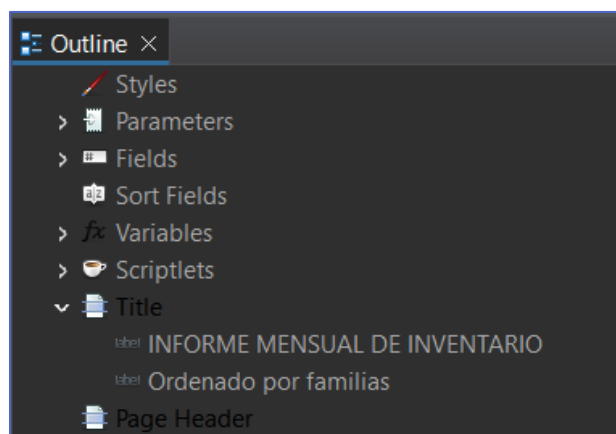 Outline
Styles
Parameters
Fields
Sort Fields
fx Variables
Scriptlets
Title
label INFORME MENSUAL DE INVENTARIO
label Ordenado por familias
Page Header